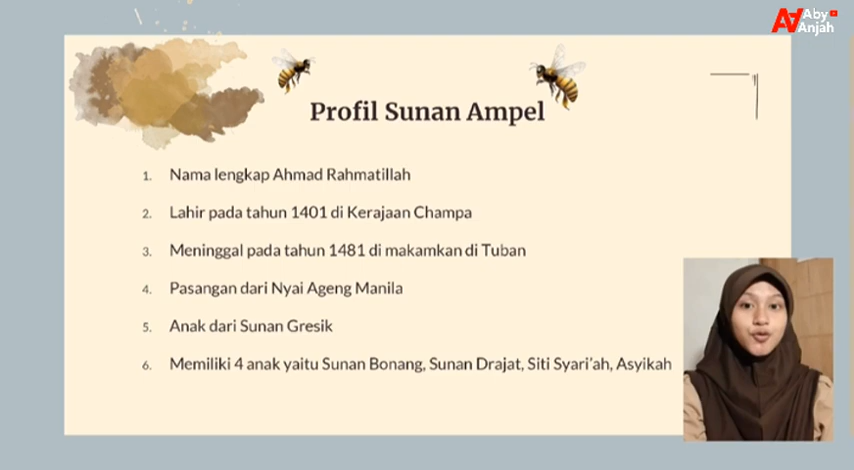 Aby
Anjah
Profil Sunan Ampel
1. Nama lengkap Ahmad Rahmatillah
2. Lahir pada tahun 1401 di Kerajaan Champa
3. Meninggal pada tahun 1481 di makamkan di Tuban
4. Pasangan dari Nyai Ageng Manila
5. Anak dari Sunan Gresik
6. Memiliki 4 anak yaitu Sunan Bonang, Sunan Drajat, Siti Syari'ah, Asyikah